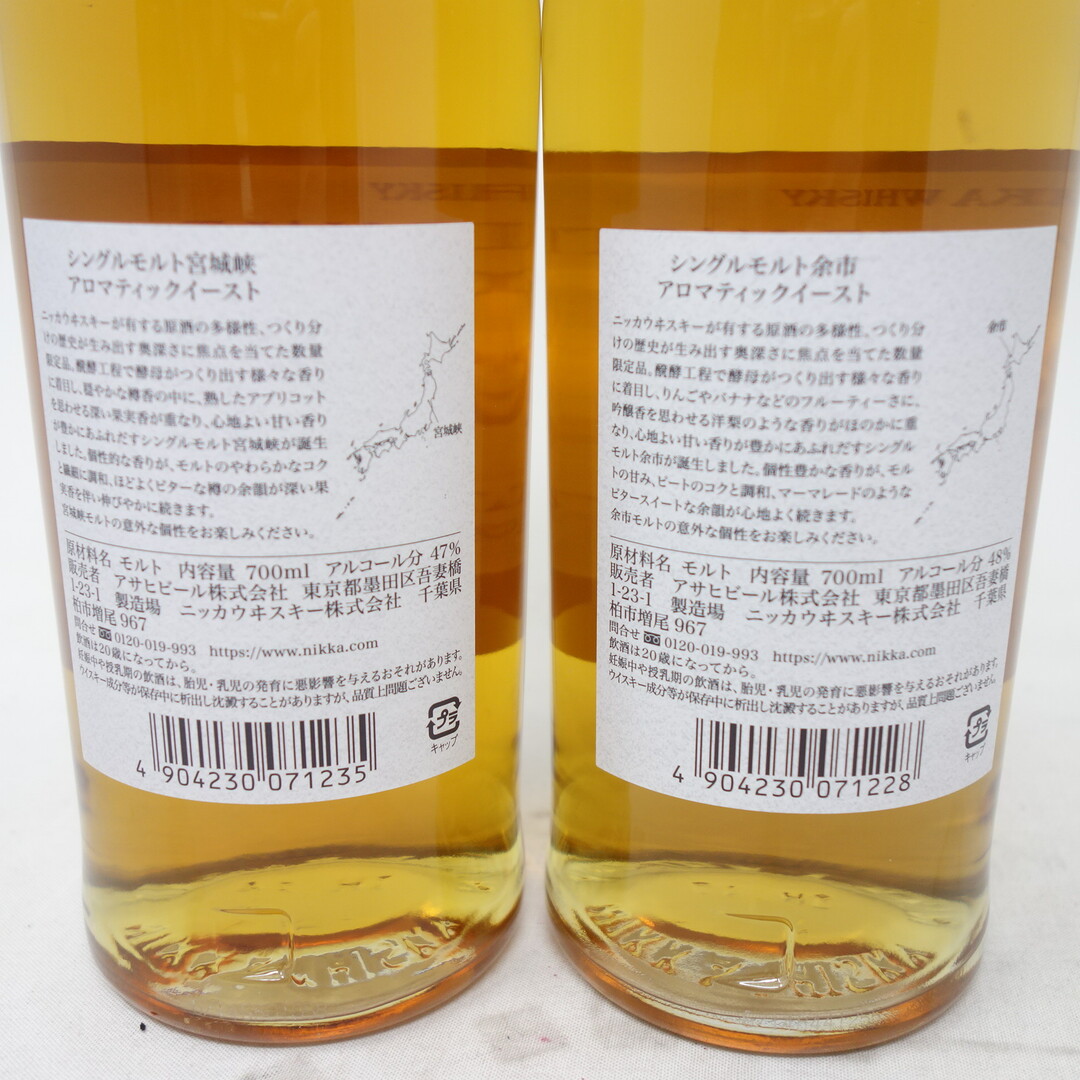 シングルモルト宮城峡
アロマティックイースト
ニッカウヰスキーが有する原酒の多様性、つくり分
けの歴史が生み出す奥深さに焦点を当てた数量
限定品。醗酵工程で酵母がつくり出す様々な香り
に着目し、穏やかな樽香の中に、熟したアプリコット
を思わせる深い果実香が重なり、心地よい甘い香り
が豊かにあふれだすシングルモルト宮城峡が誕生
しました。個性的な香りが、モルトのやわらかなコク
と繊細に調和、ほどよくビターな樽の余韻が深い果
実香を伴い伸びやかに続きます。
宮城峡モルトの意外な個性をお楽しみください。
宮城峡
原材料名 モルト 内容量 700ml アルコール分 47%
販売者 アサヒビール株式会社 東京都墨田区吾妻橋
1-23-1 製造場 ニッカウヰスキー株式会社 千葉県
柏市増尾 967
問合せ 0120-019-993 https://www.nikka.com
飲酒は20歳になってから。
妊娠中や授乳期の飲酒は、胎児・乳児の発育に悪影響を与えるおそれがあります。
ウイスキー成分等が保存中に析出し沈澱することがありますが、品質上問題ございません。
プラ
キャップ
4 904230 071235
KA WHISKY
シングルモルト余市
アロマティックイースト
ニッカウヰスキーが有する原酒の多様性、つくり分
けの歴史が生み出す奥深さに焦点を当てた数量
限定品。醗酵工程で酵母がつくり出す様々な香り
に着目し、りんごやバナナなどのフルーティーさに、
吟醸香を思わせる洋梨のような香りがほのかに重
なり、心地よい甘い香りが豊かにあふれだすシングル
モルト余市が誕生しました。個性豊かな香りが、モル
トの甘み、ピートのコクと調和、マーマレードのような
ビタースイートな余韻が心地よく続きます。
余市モルトの意外な個性をお楽しみください。
余市
原材料名 モルト 内容量 700ml アルコール分 48%
販売者 アサヒビール株式会社 東京都墨田区吾妻橋
1-23-1 製造場 ニッカウヰスキー株式会社 千葉県
柏市増尾 967
問合せ 0120-019-993 https://www.nikka.com
飲酒は20歳になってから。
妊娠中や授乳期の飲酒は、胎児・乳児の発育に悪影響を与えるおそれがあります。
ウイスキー成分等が保存中に析出し沈澱することがありますが、品質上問題ございません。
プラ
キャップ
4 904230 071228